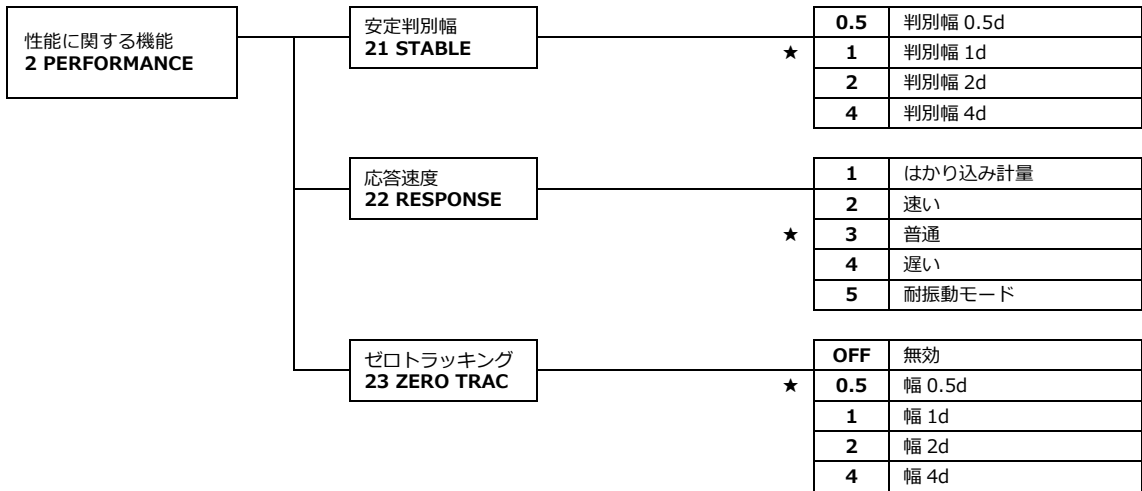 性能に関する機能
2 PERFORMANCE
安定判別幅
21 STABLE
0.5 判別幅 0.5d
★ 1 判別幅 1d
2 判別幅 2d
4 判別幅 4d
応答速度
22 RESPONSE
1 はかり込み計量
2 速い
★ 3 普通
4 遅い
5 耐振動モード
ゼロトラッキング
23 ZERO TRAC
OFF 無効
★ 0.5 幅 0.5d
1 幅 1d
2 幅 2d
4 幅 4d